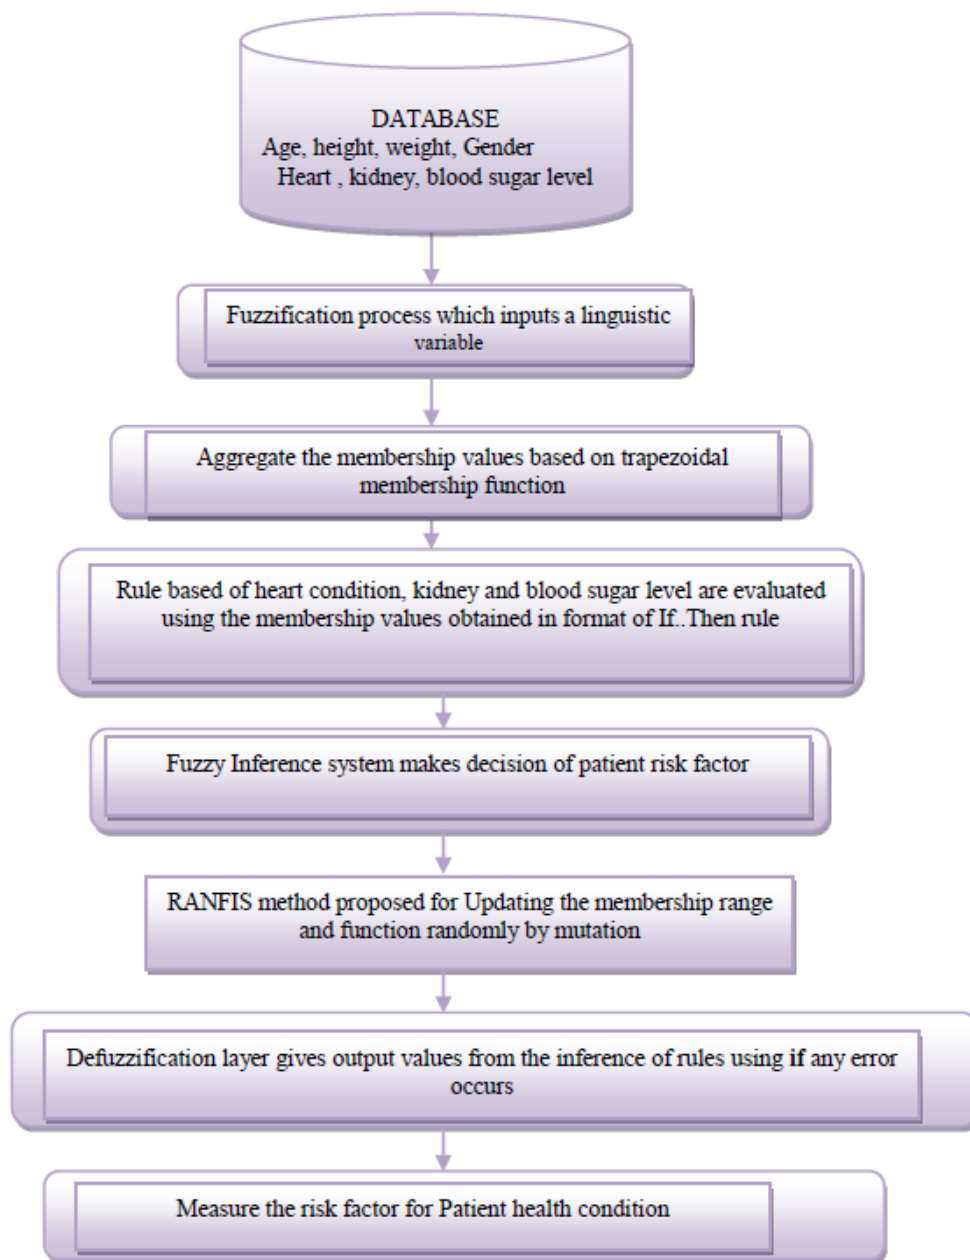 DATABASE
Age, height, weight, Gender
Heart , kidney, blood sugar level
Fuzzification process which inputs a linguistic
variable
Aggregate the membership values based on trapezoidal
membership function
Rule based of heart condition, kidney and blood sugar level are evaluated
using the membership values obtained in format of If..Then rule
Fuzzy Inference system makes decision of patient risk factor
RANFIS method proposed for Updating the membership range
and function randomly by mutation
Defuzzification layer gives output values from the inference of rules using if any error
occurs
Measure the risk factor for Patient health condition